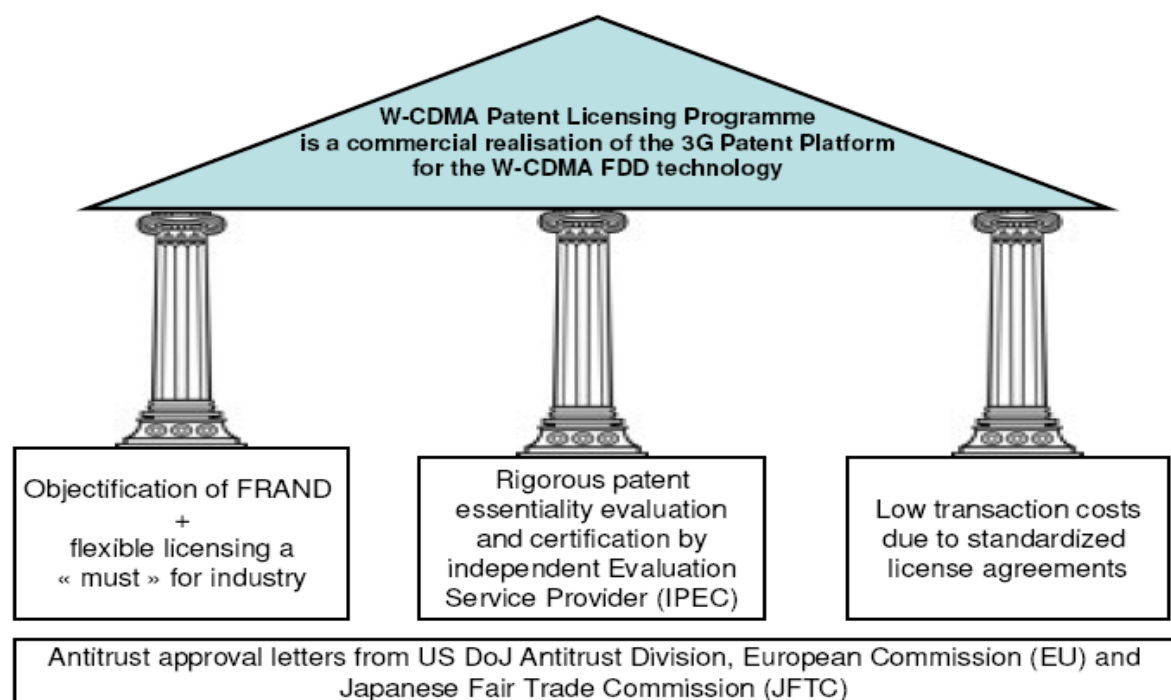 W-CDMA Patent Licensing Programme
is a commercial realisation of the 3G Patent Platform
for the W-CDMA FDD technology
Objectification of FRAND
+
flexible licensing a
« must » for industry
Rigorous patent
essentiality evaluation
and certification by
independent Evaluation
Service Provider (IPEC)
Low transaction costs
due to standardized
license agreements
Antitrust approval letters from US DoJ Antitrust Division, European Commission (EU) and
Japanese Fair Trade Commission (JFTC)